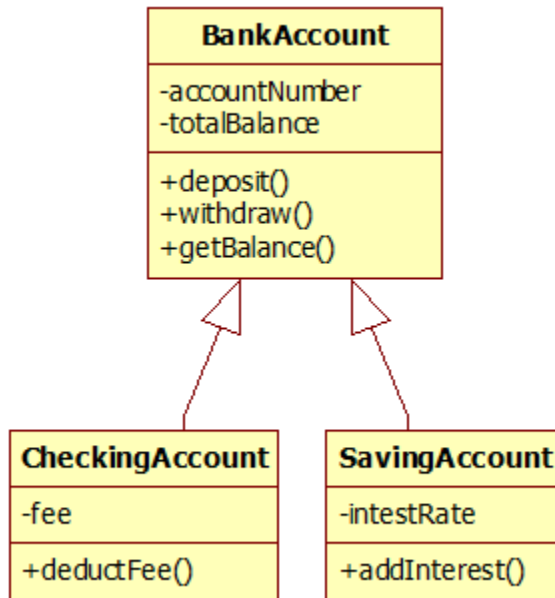 BankAccount
-accountNumber
-totalBalance
+deposit()
+withdraw()
+getBalance()
CheckingAccount
-fee
+deductFee()
SavingAccount
-intestRate
+addInterest()